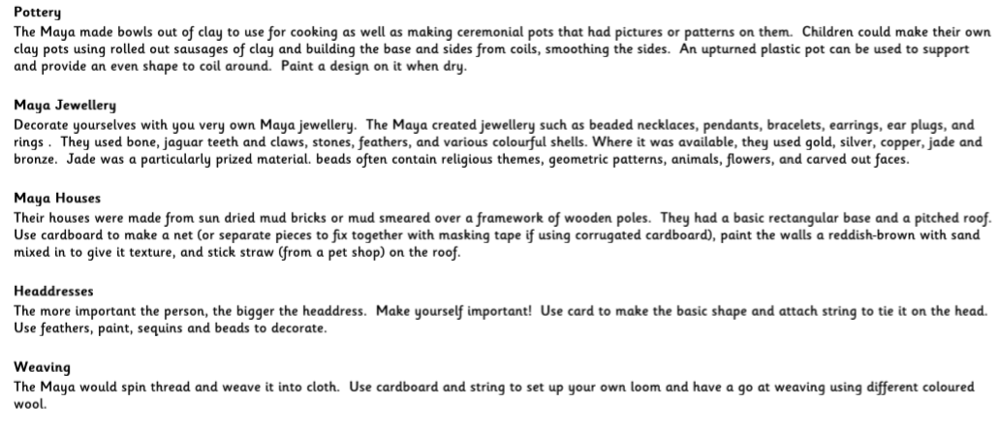 Pottery
The Maya made bowls out of clay to use for cooking as well as making ceremonial pots that had pictures or patterns on them.  Children could make their own
clay pots using rolled out sausages of clay and building the base and sides from coils, smoothing the sides.  An upturned plastic pot can be used to support
and provide an even shape to coil around.  Paint a design on it when dry.
Maya Jewellery
Decorate yourselves with you very own Maya jewellery.  The Maya created jewellery such as beaded necklaces, pendants, bracelets, earrings, ear plugs, and
rings .  They used bone, jaguar teeth and claws, stones, feathers, and various colourful shells. Where it was available, they used gold, silver, copper, jade and
bronze.  Jade was a particularly prized material. beads often contain religious themes, geometric patterns, animals, flowers, and carved out faces.
Maya Houses
Their houses were made from sun dried mud bricks or mud smeared over a framework of wooden poles.  They had a basic rectangular base and a pitched roof.
Use cardboard to make a net (or separate pieces to fix together with masking tape if using corrugated cardboard), paint the walls a reddish-brown with sand
mixed in to give it texture, and stick straw (from a pet shop) on the roof.
Headdresses
The more important the person, the bigger the headdress.  Make yourself important!  Use card to make the basic shape and attach string to tie it on the head.
Use feathers, paint, sequins and beads to decorate.
Weaving
The Maya would spin thread and weave it into cloth.  Use cardboard and string to set up your own loom and have a go at weaving using different coloured
wool.